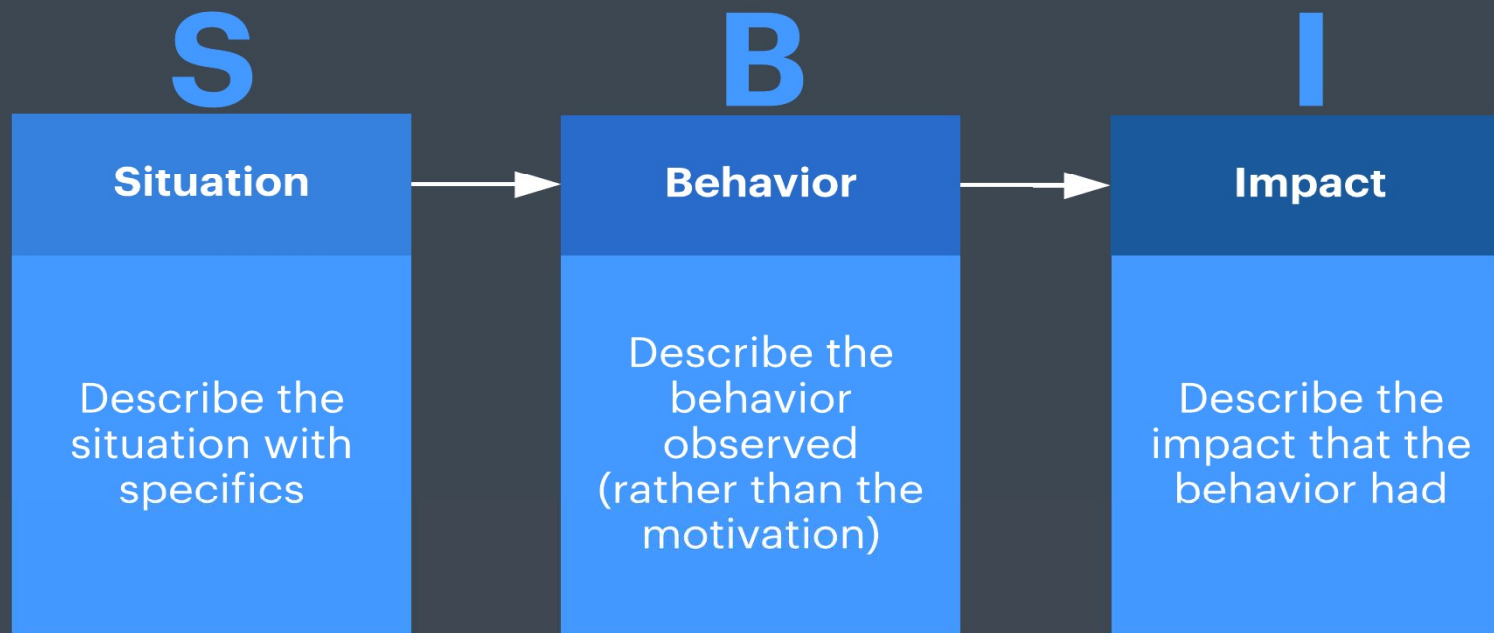 S
Situation
Describe the
situation with
specifics
B
Behavior
Describe the
behavior
observed
(rather than the
motivation)
I
Impact
Describe the
impact that the
behavior had